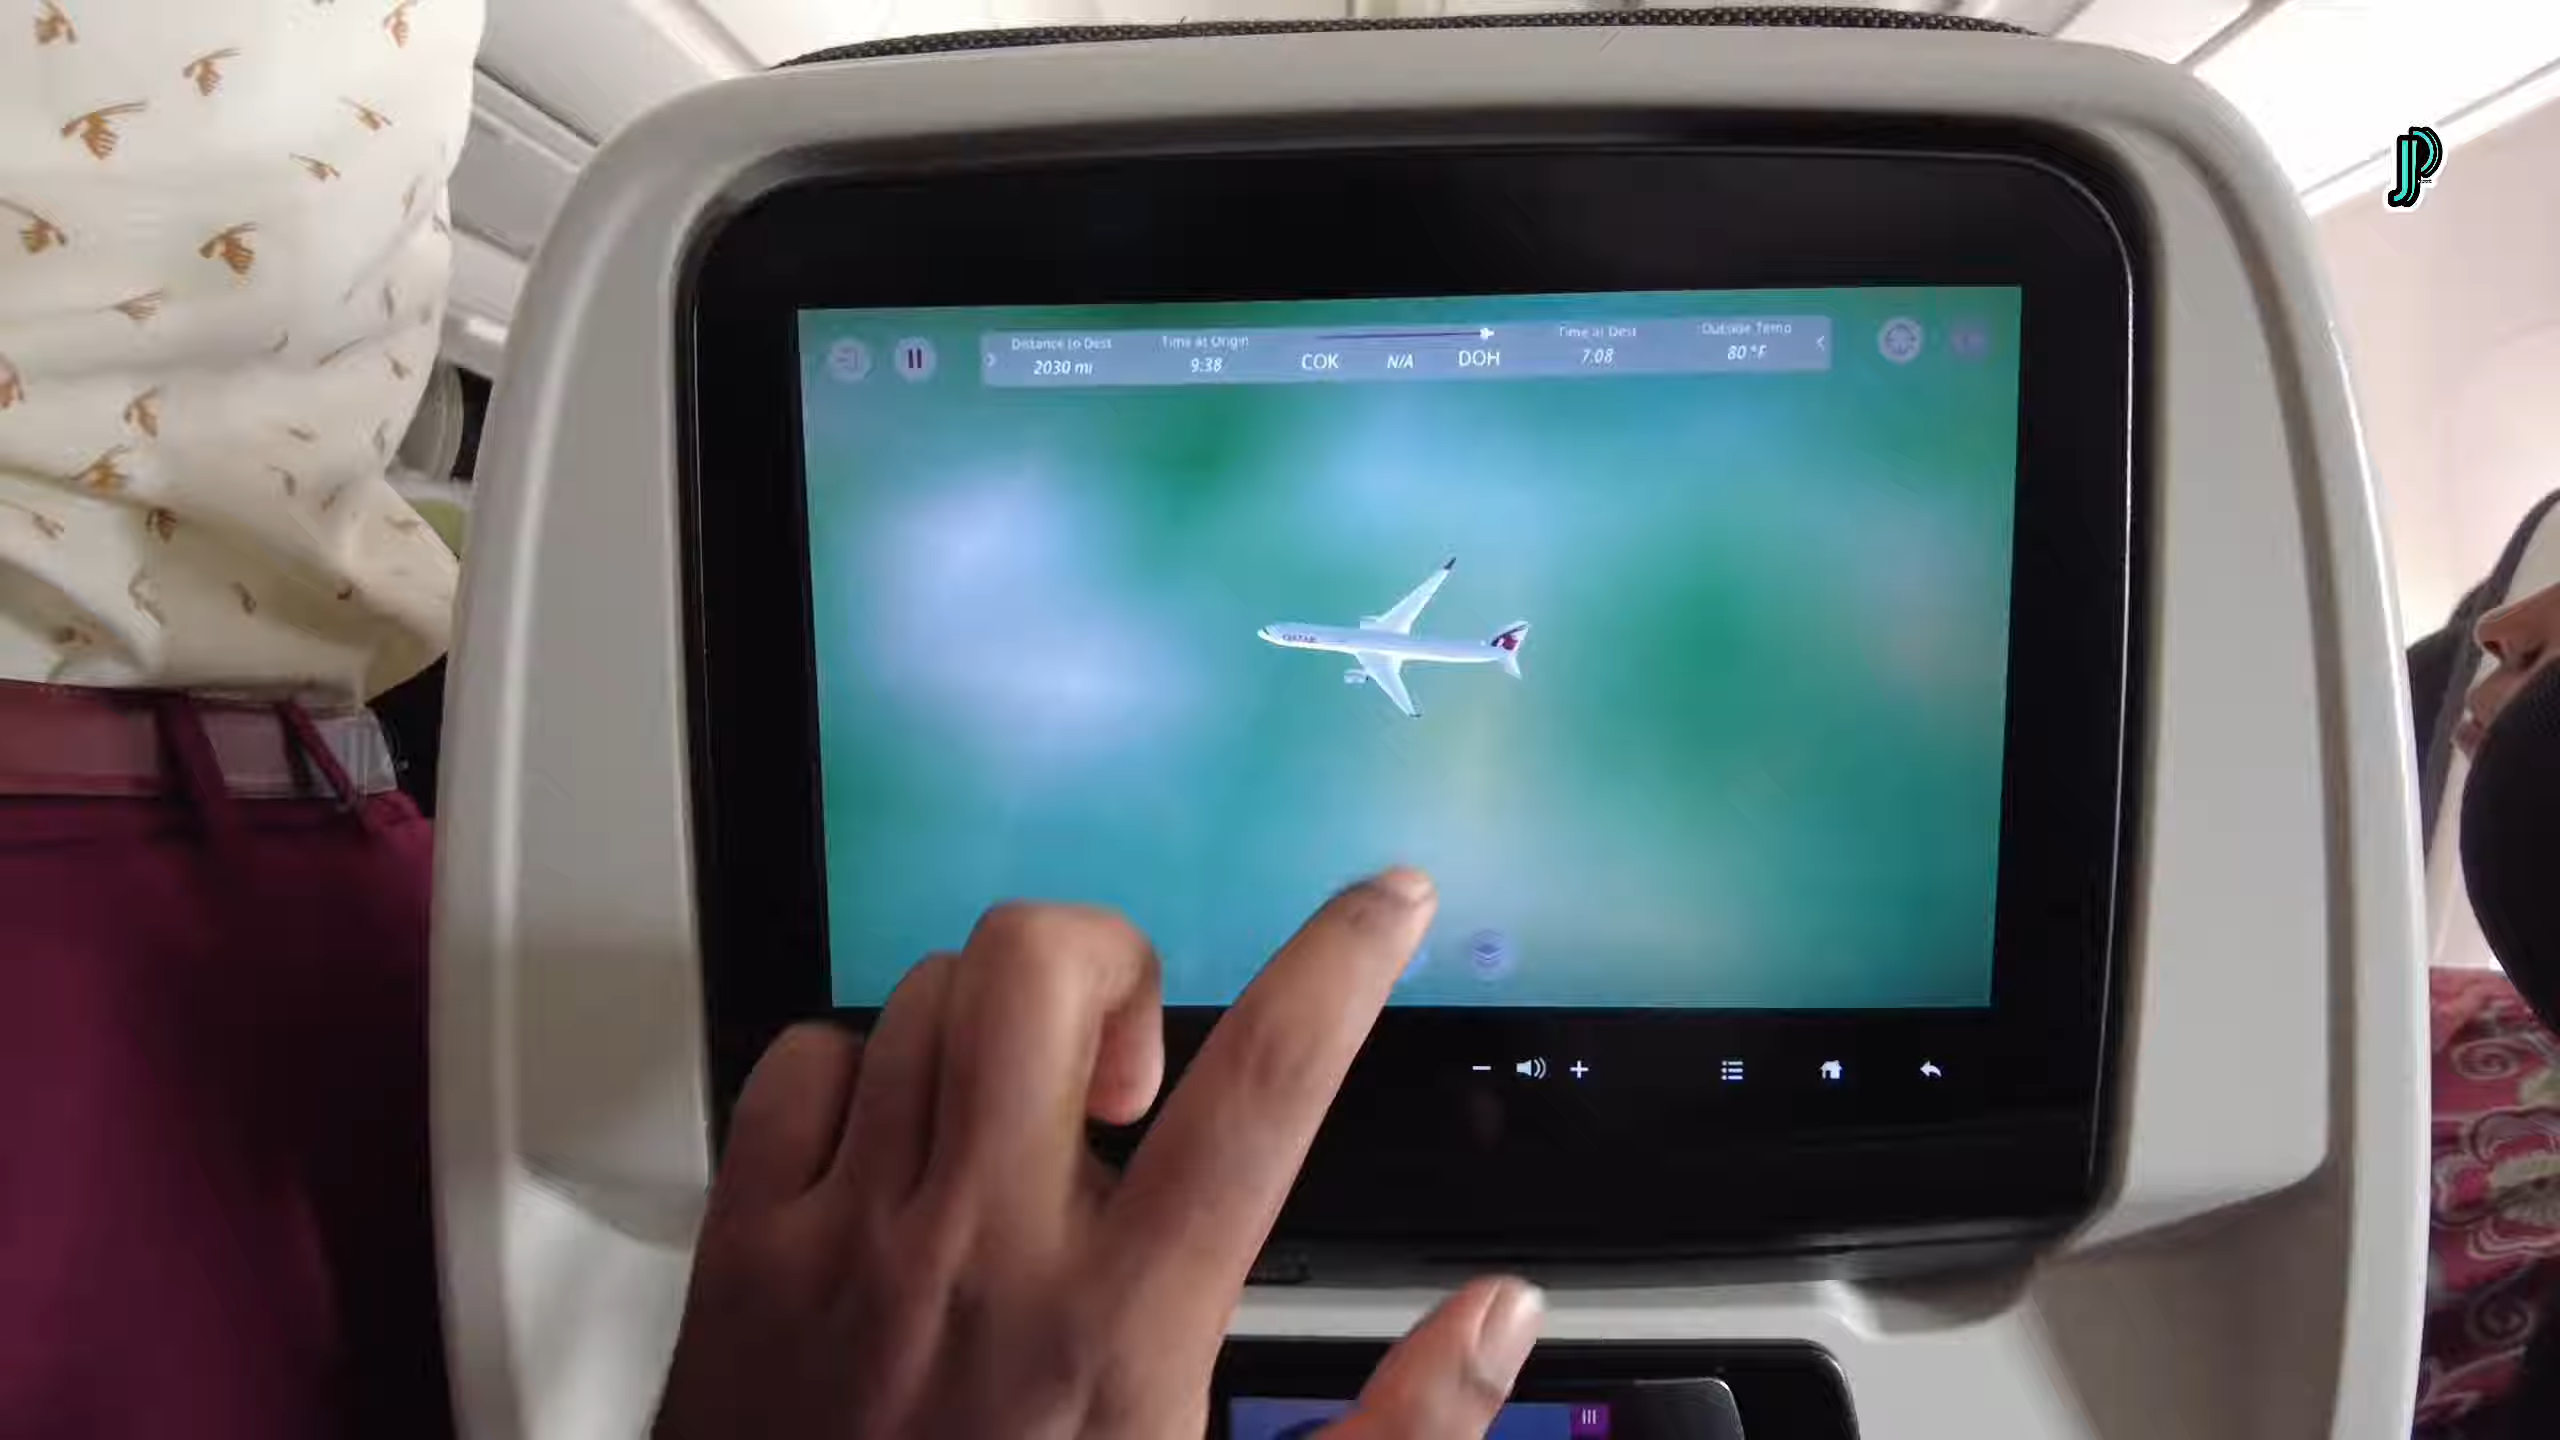 Distance to Dest
2030 mi
Time at Origin
9:38
COK N/A DOH
Time at Dest
7:08
Outside Temp
80 °F
QATAR